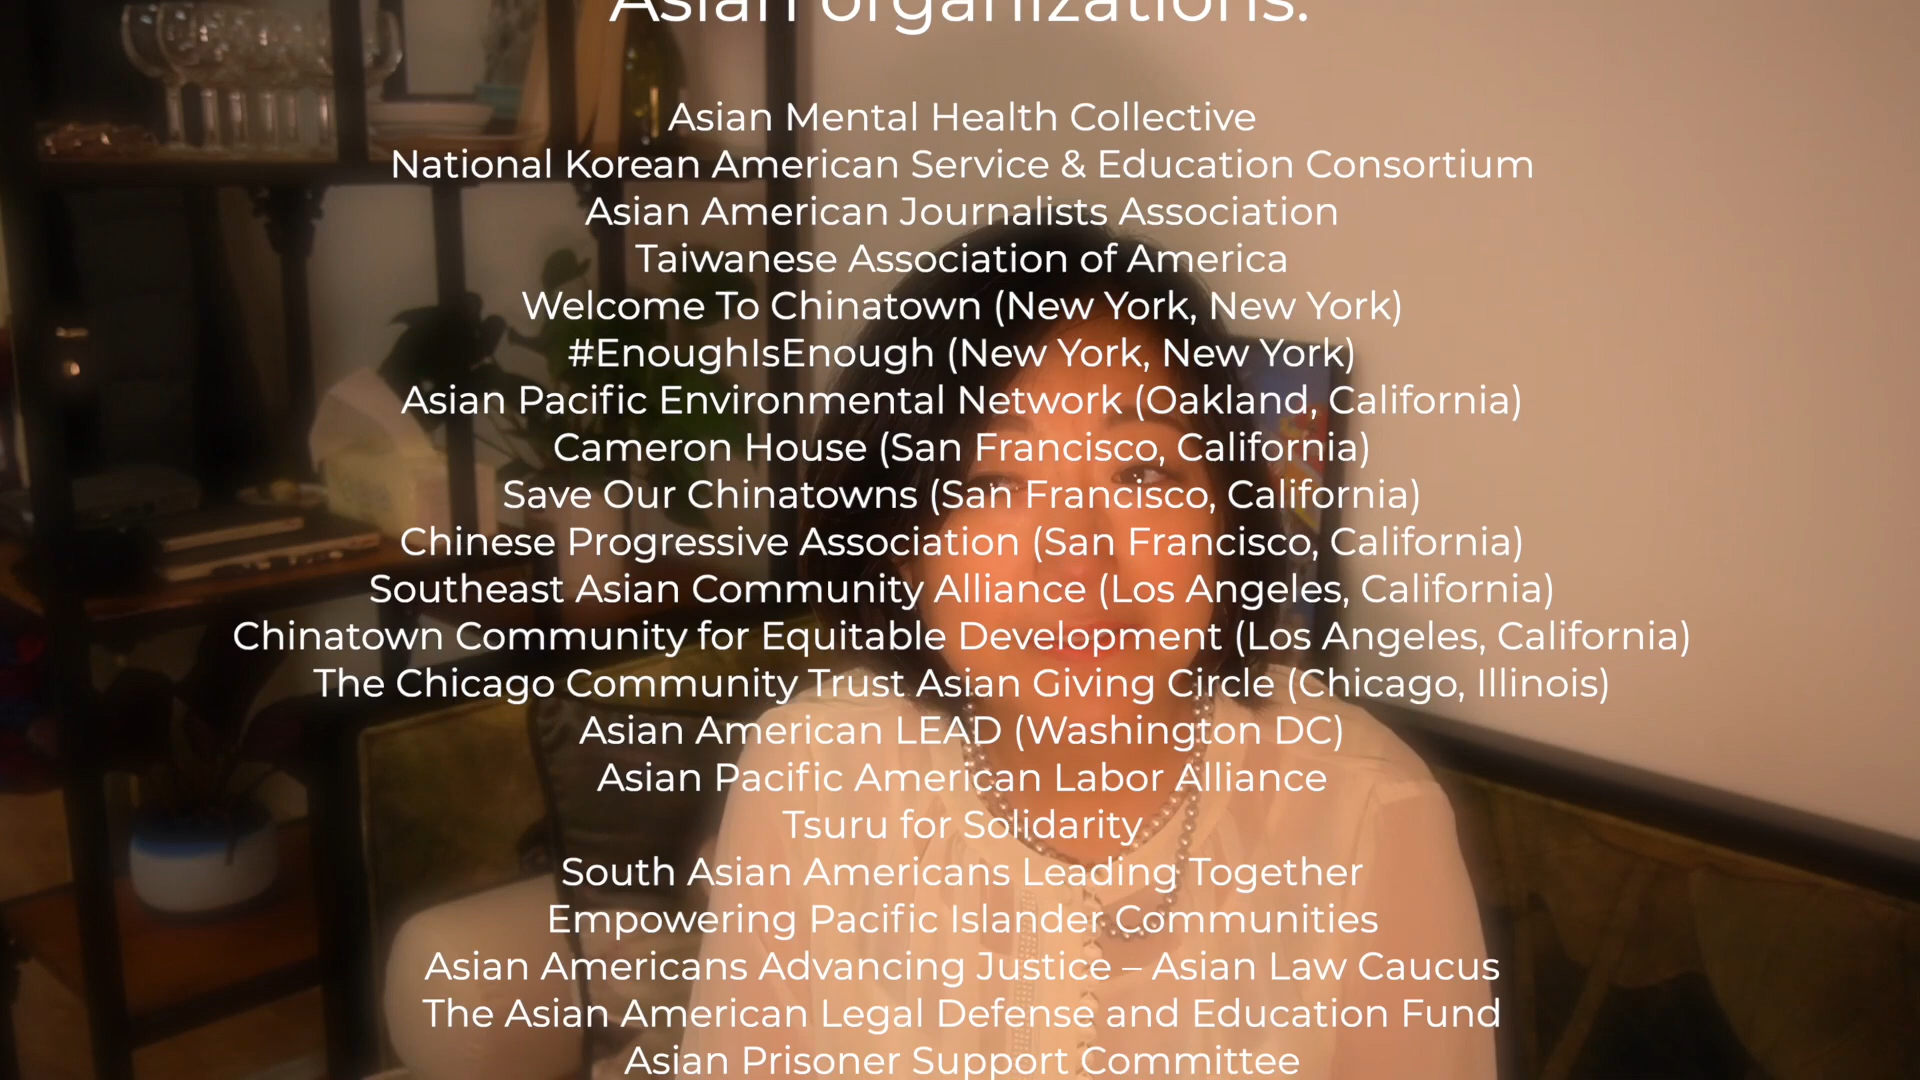 Asian organizations:
Asian Mental Health Collective
National Korean American Service & Education Consortium
Asian American Journalists Association
Taiwanese Association of America
Welcome To Chinatown (New York, New York)
#EnoughIsEnough (New York, New York)
Asian Pacific Environmental Network (Oakland, California)
Cameron House (San Francisco, California)
Save Our Chinatowns (San Francisco, California)
Chinese Progressive Association (San Francisco, California)
Southeast Asian Community Alliance (Los Angeles, California)
Chinatown Community for Equitable Development (Los Angeles, California)
The Chicago Community Trust Asian Giving Circle (Chicago, Illinois)
Asian American LEAD (Washington DC)
Asian Pacific American Labor Alliance
Tsuru for Solidarity
South Asian Americans Leading Together
Empowering Pacific Islander Communities
Asian Americans Advancing Justice – Asian Law Caucus
The Asian American Legal Defense and Education Fund
Asian Prisoner Support Committee